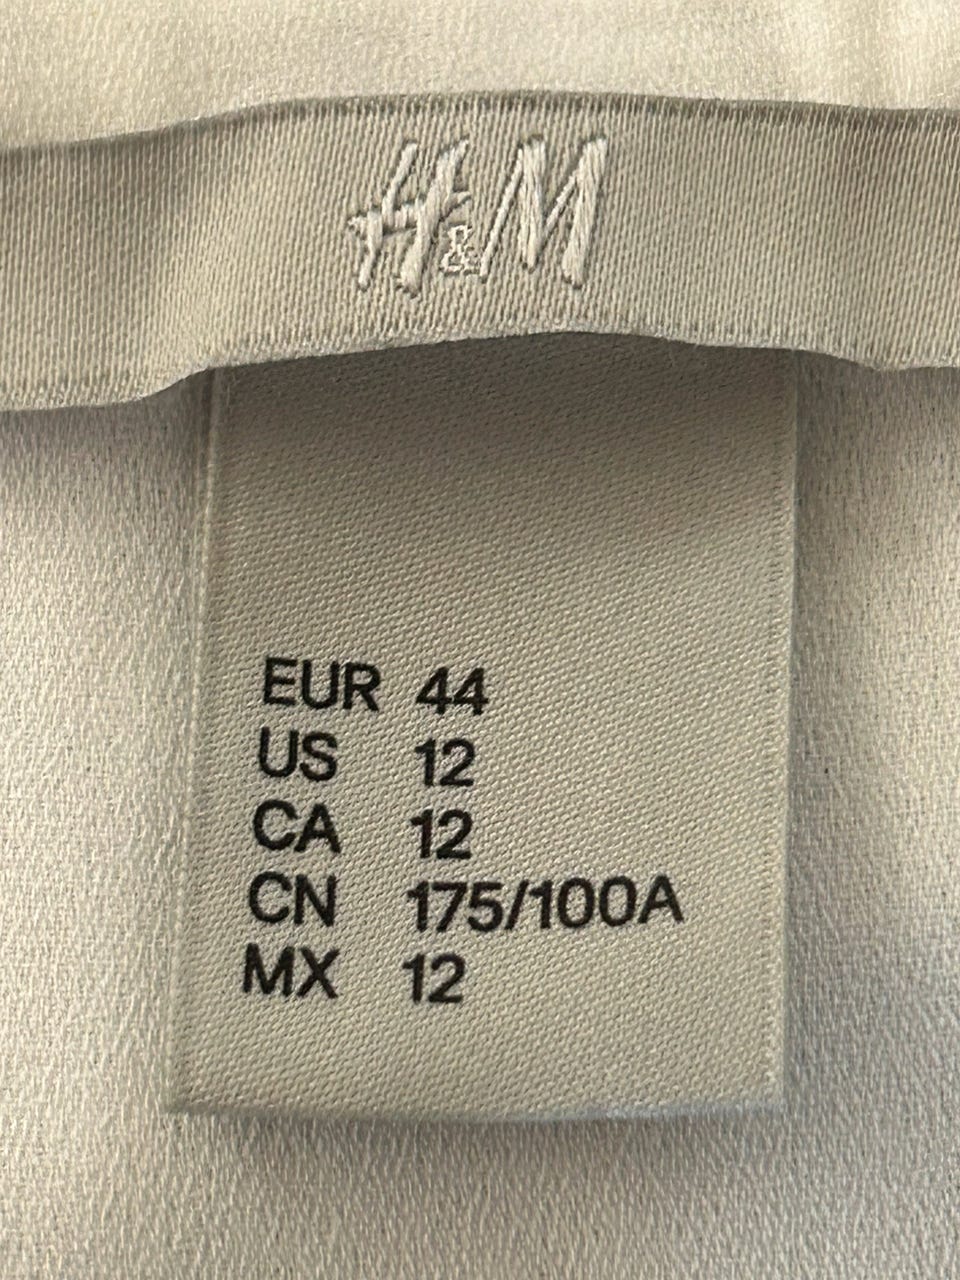 H&M
EUR 44
US 12
CA 12
CN 175/100A
MX 12